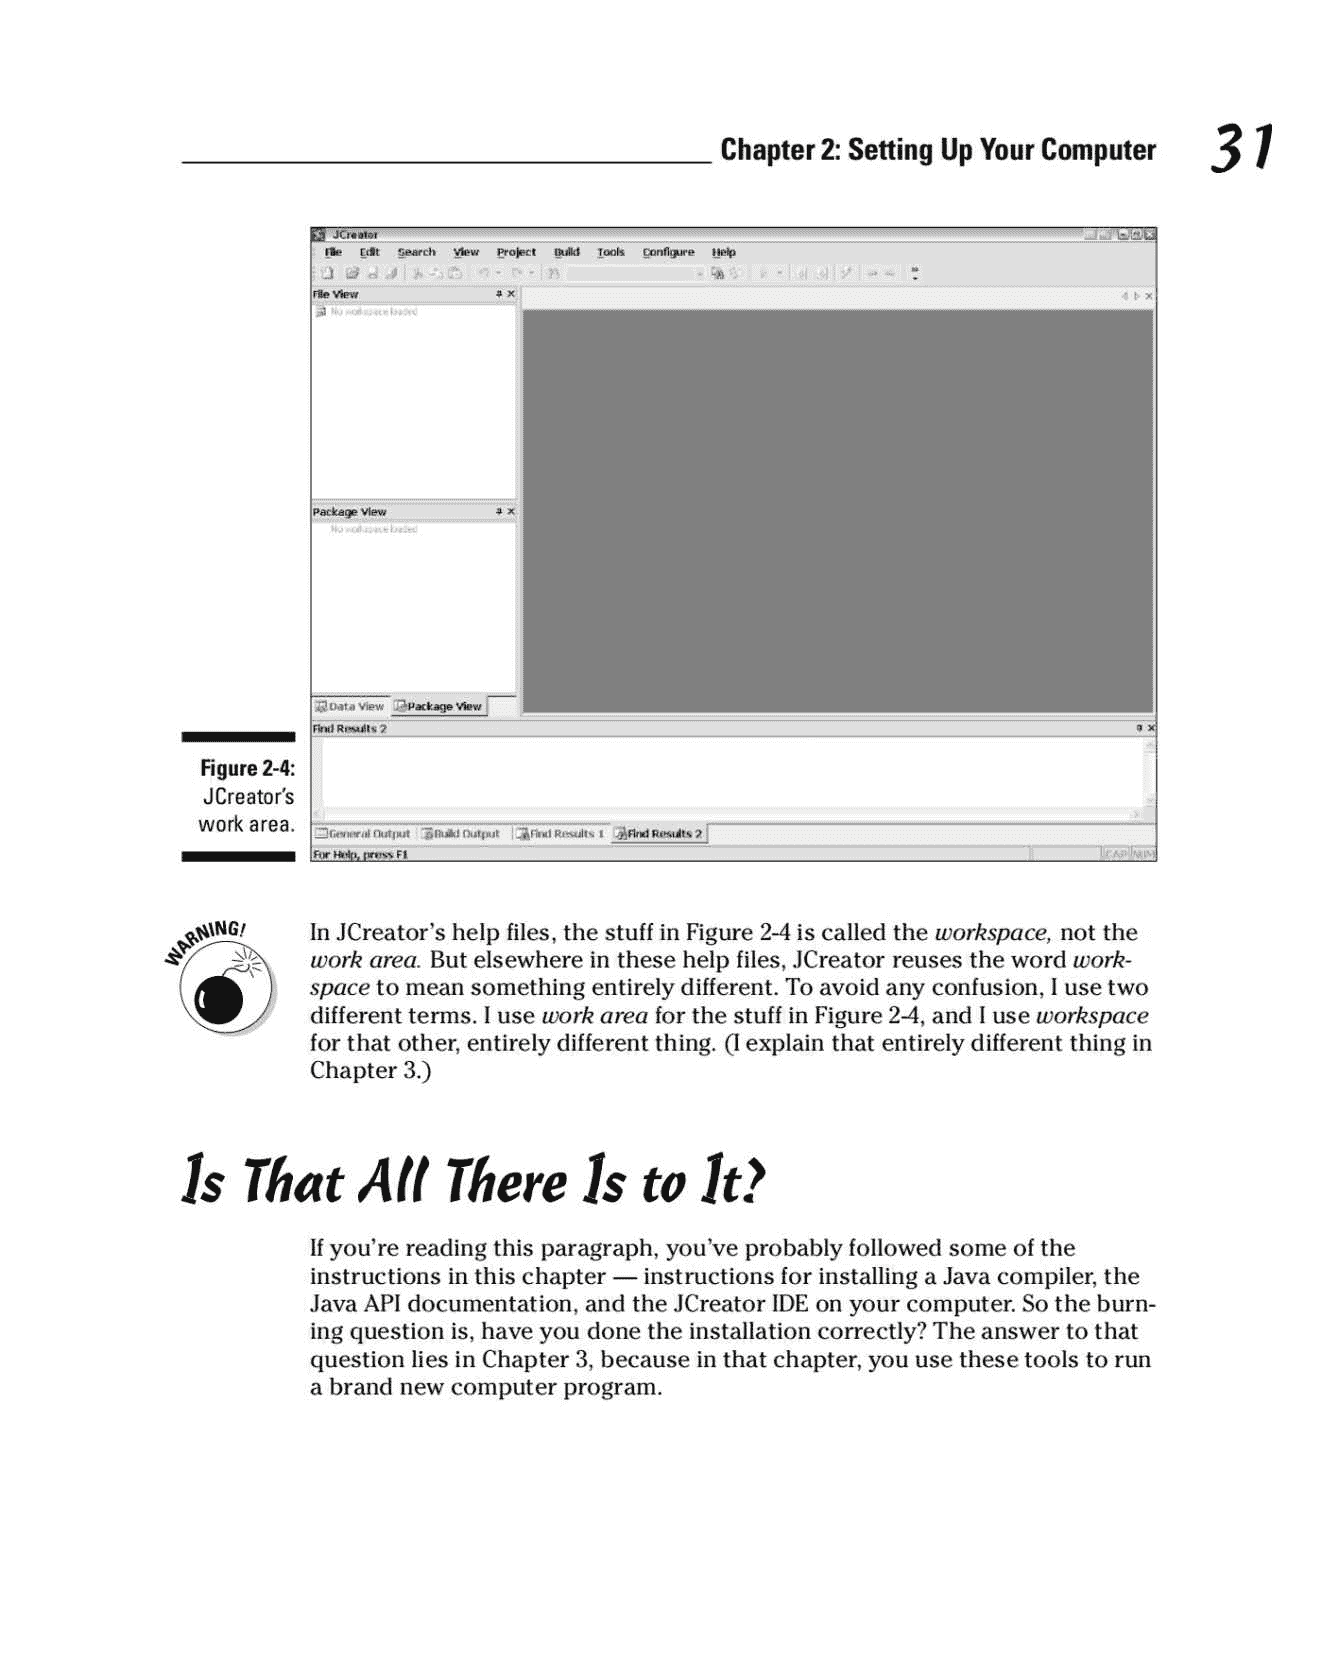 Chapter 2: Setting Up Your Computer 31
JCreator
File Edit Search View Project Build Tools Configure Help
File View
No workspace loaded
Package View
No workspace loaded
Data View Package View
Find Results 2
General Output Build Output Find Results 1 Find Results 2
For Help, press F1
CAP NUM
Figure 2-4:
JCreator's
work area.
WARNING!
In JCreator's help files, the stuff in Figure 2-4 is called the workspace, not the
work area. But elsewhere in these help files, JCreator reuses the word work-
space to mean something entirely different. To avoid any confusion, I use two
different terms. I use work area for the stuff in Figure 2-4, and I use workspace
for that other, entirely different thing. (I explain that entirely different thing in
Chapter 3.)
Is That All There Is to It?
If you're reading this paragraph, you've probably followed some of the
instructions in this chapter — instructions for installing a Java compiler, the
Java API documentation, and the JCreator IDE on your computer. So the burn-
ing question is, have you done the installation correctly? The answer to that
question lies in Chapter 3, because in that chapter, you use these tools to run
a brand new computer program.